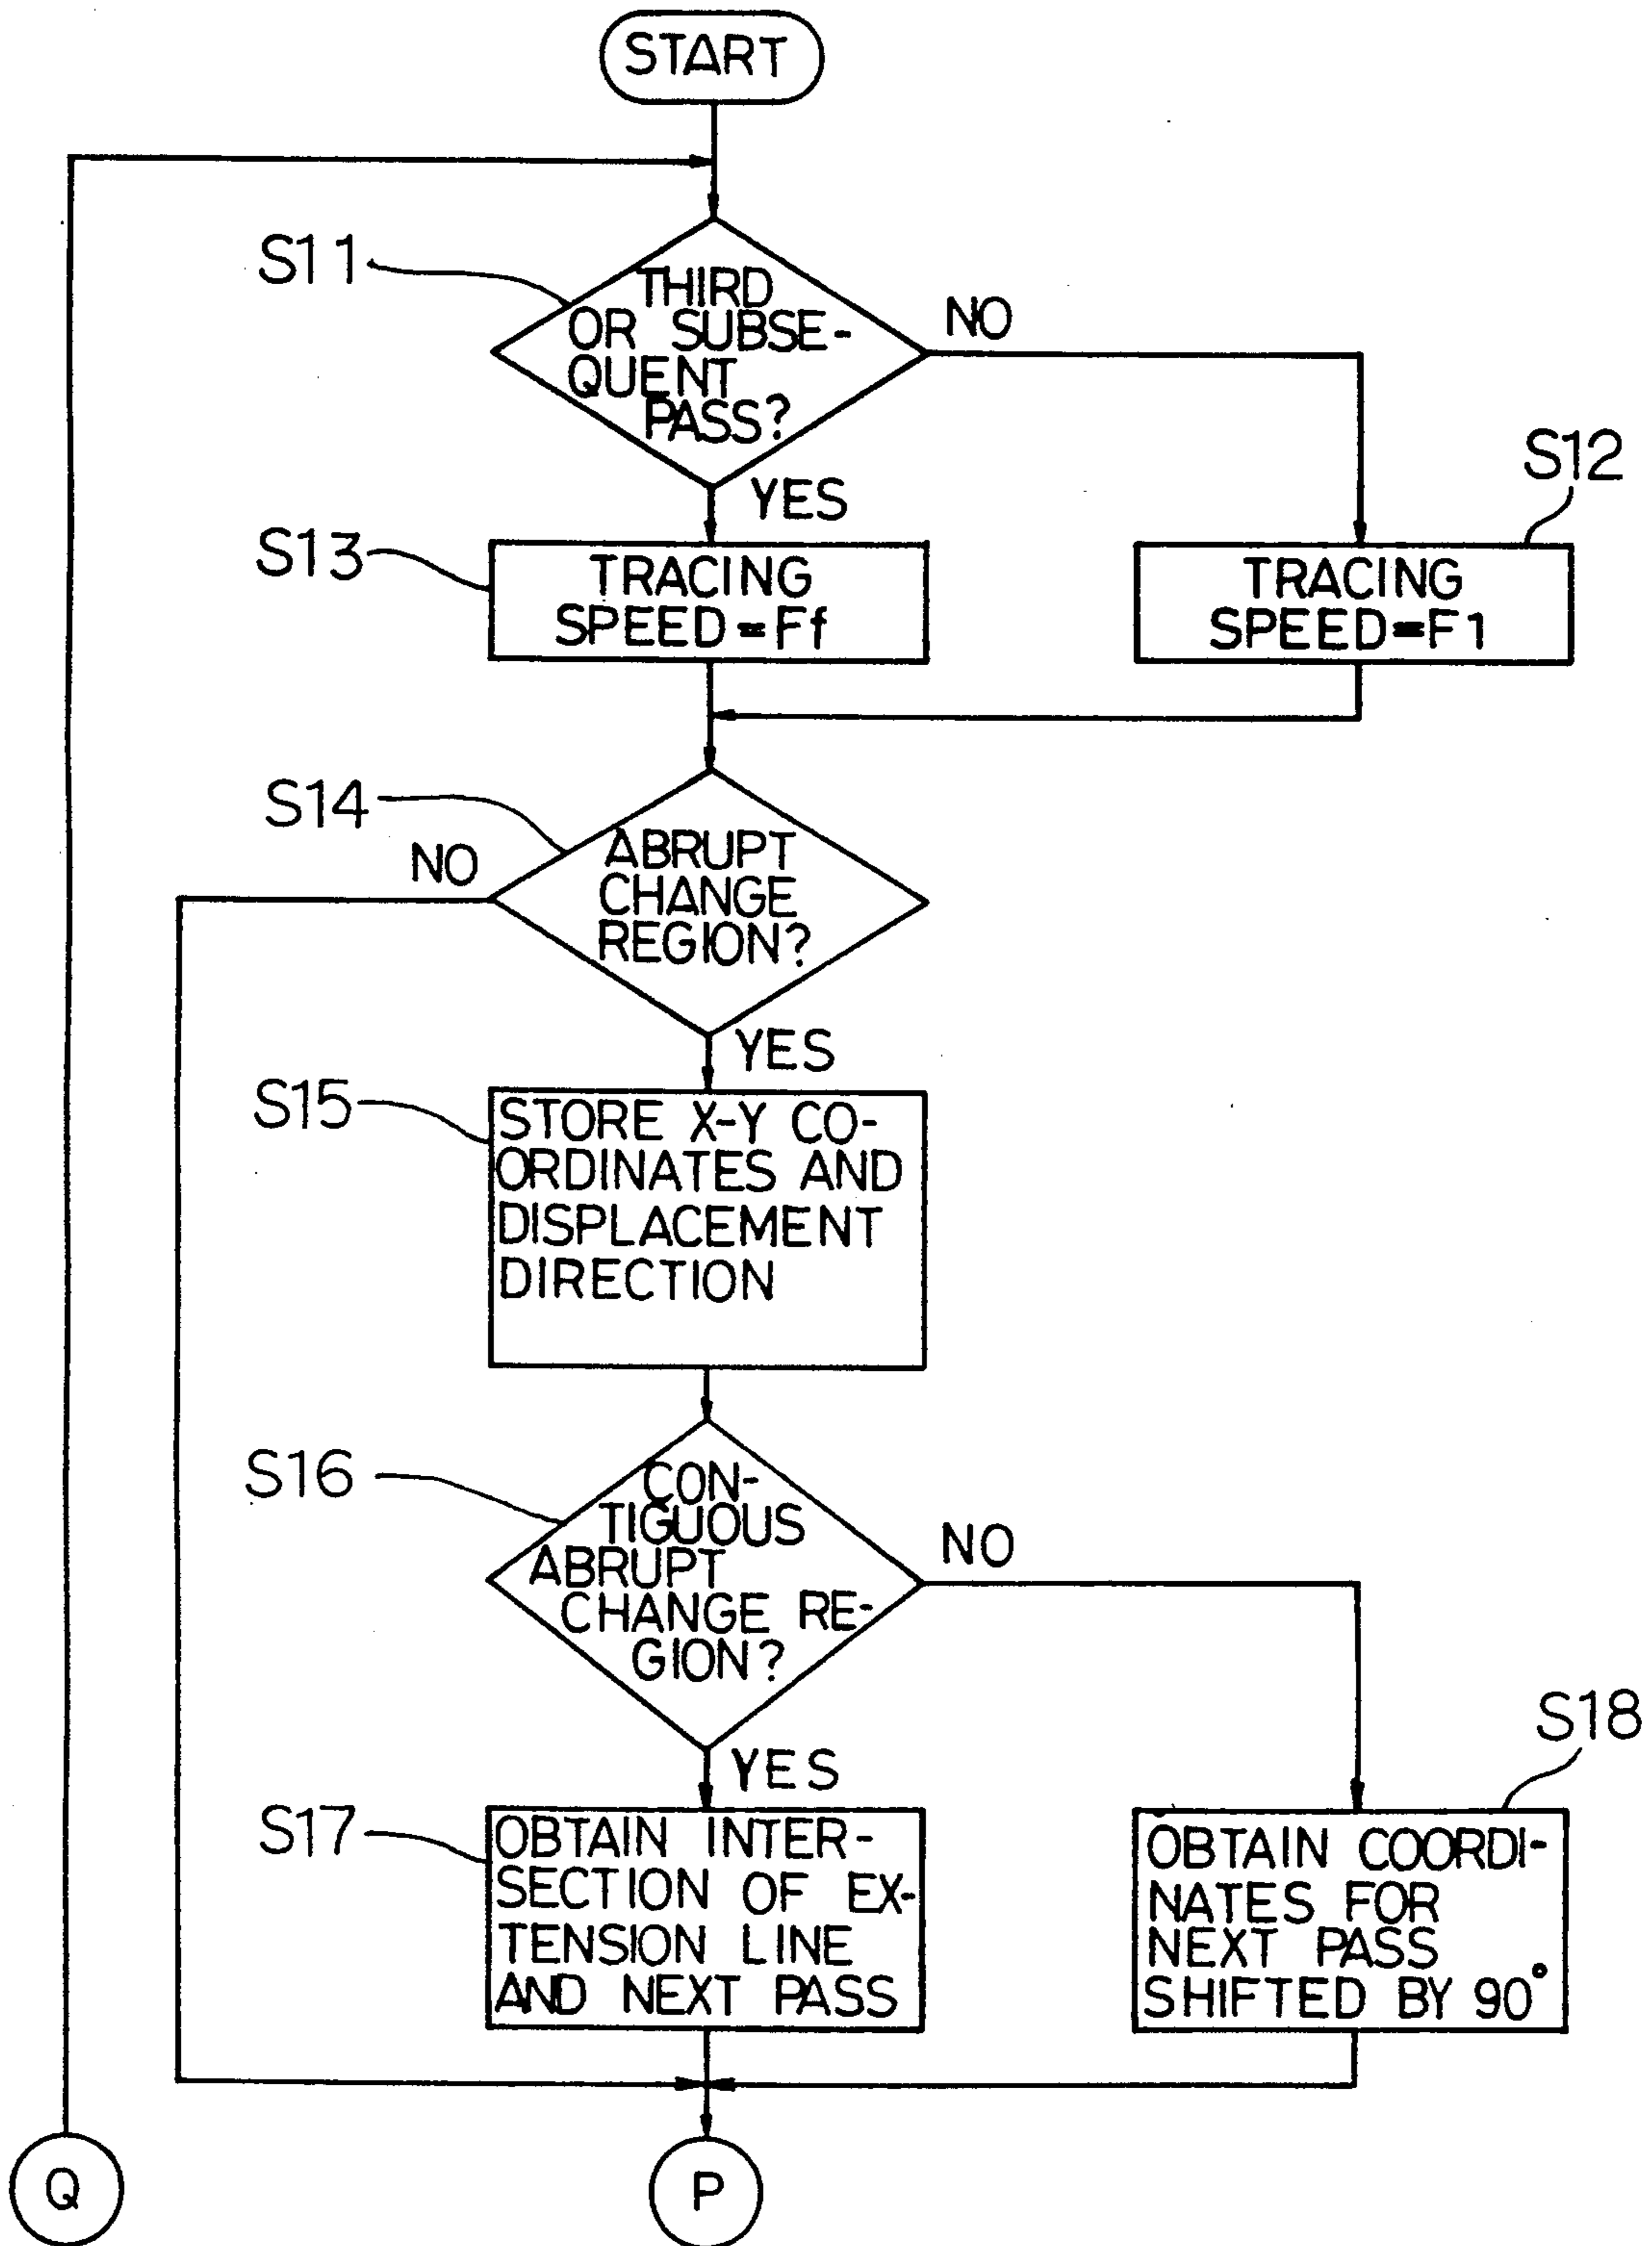 START
S11
THIRD
OR SUBSE-
QUENT
PASS?
NO
YES
S12
S13
TRACING
SPEED=Ff
TRACING
SPEED=F1
S14
NO
ABRUPT
CHANGE
REGION?
YES
S15
STORE X-Y CO-
ORDINATES AND
DISPLACEMENT
DIRECTION
S16
CON-
TIGUOUS
ABRUPT
CHANGE RE-
GION?
NO
YES
S18
S17
OBTAIN INTER-
SECTION OF EX-
TENSION LINE
AND NEXT PASS
OBTAIN COORDI-
NATES FOR
NEXT PASS
SHIFTED BY 90°
Q
P